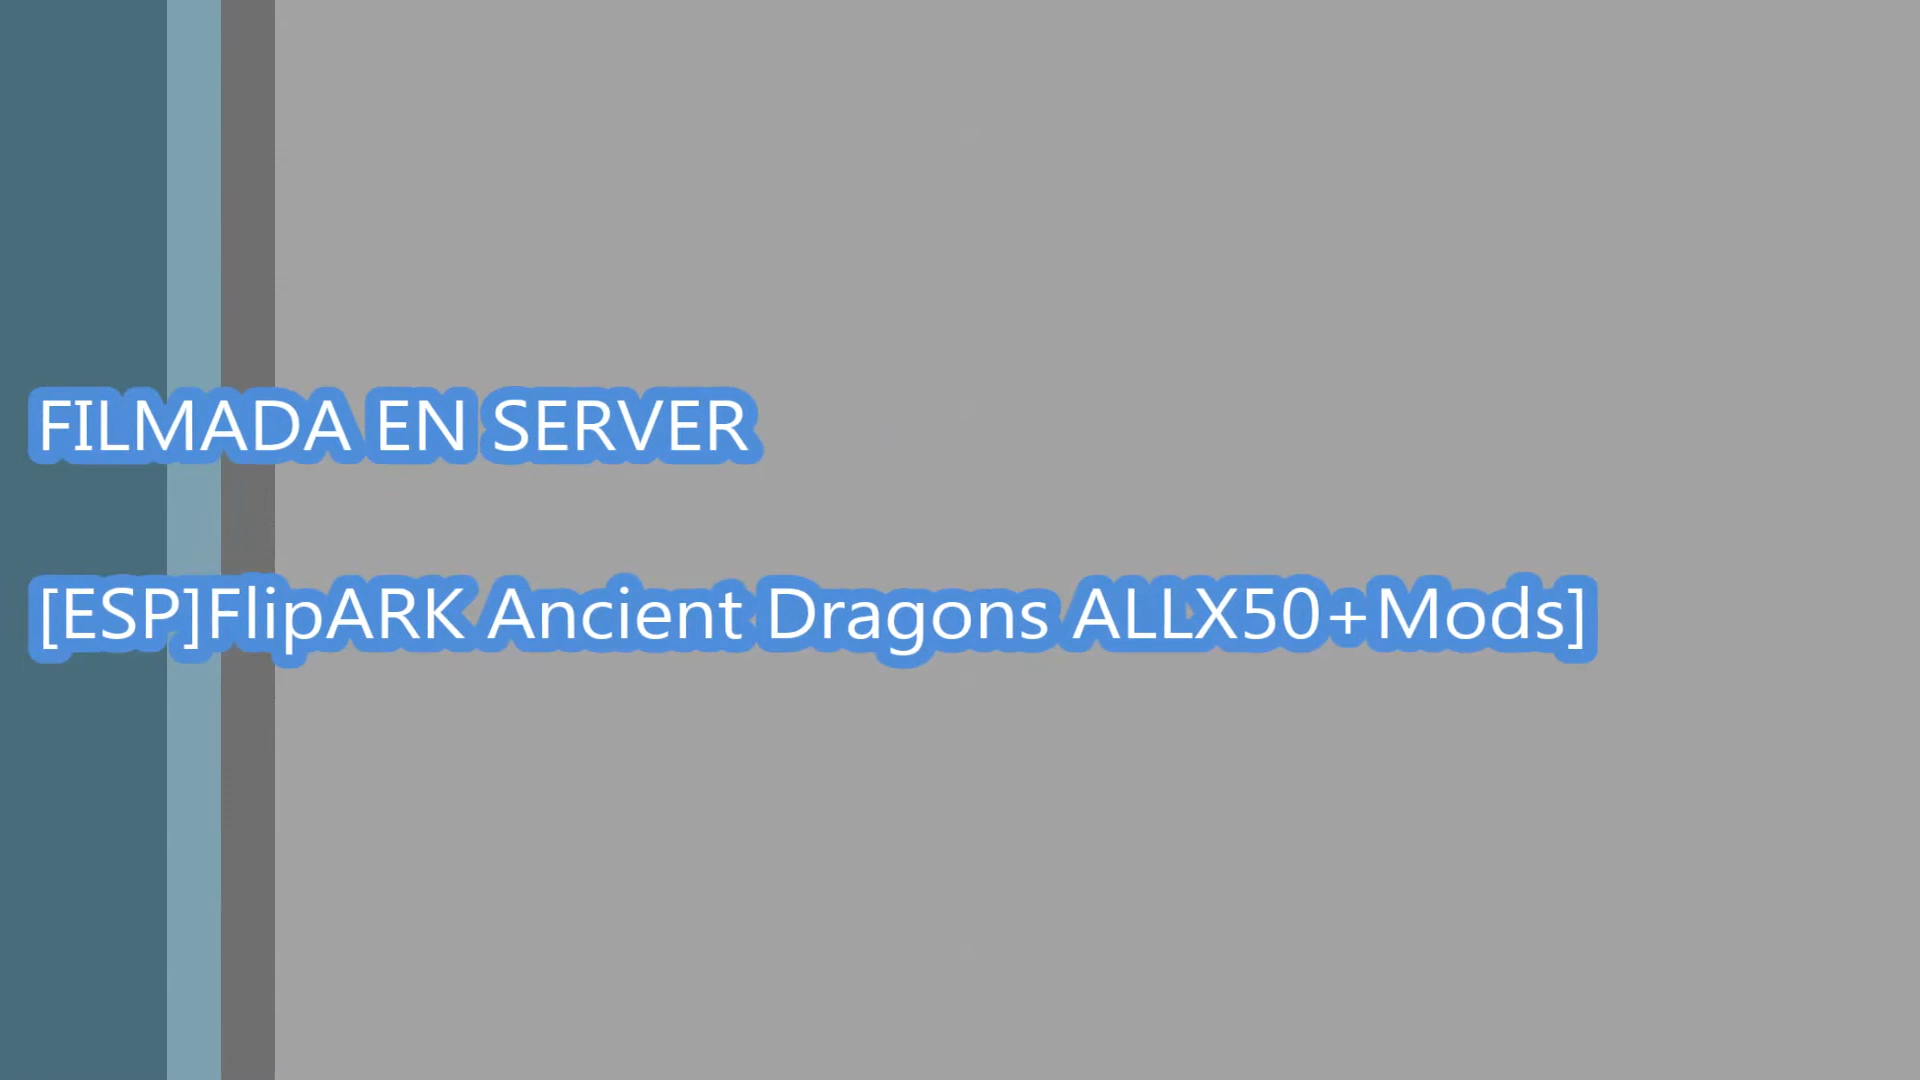 FILMADA EN SERVER
[ESP]FlipARK Ancient Dragons ALLX50+Mods]